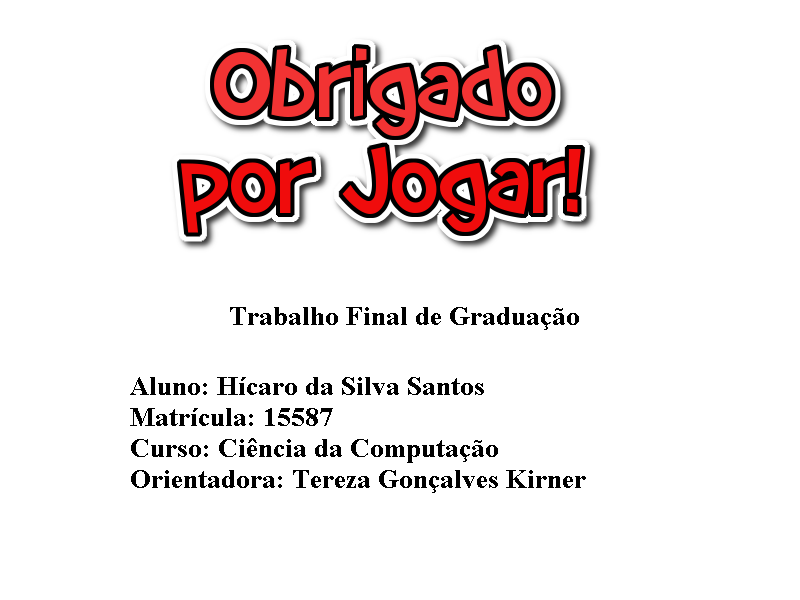 Obrigado
por Jogar!
Trabalho Final de Graduação
Aluno: Hícaro da Silva Santos
Matrícula: 15587
Curso: Ciência da Computação
Orientadora: Tereza Gonçalves Kirner